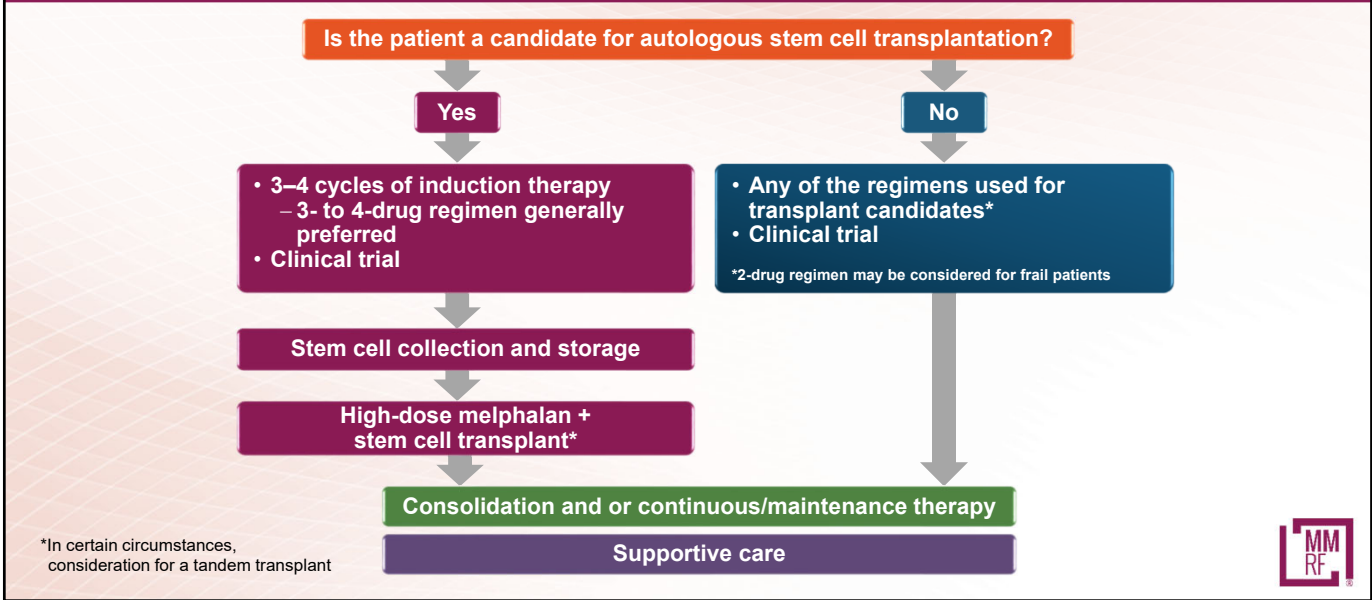 Is the patient a candidate for autologous stem cell transplantation?
Yes
No
• 3–4 cycles of induction therapy
– 3- to 4-drug regimen generally
preferred
• Clinical trial
• Any of the regimens used for
transplant candidates*
• Clinical trial
*2-drug regimen may be considered for frail patients
Stem cell collection and storage
High-dose melphalan +
stem cell transplant*
Consolidation and or continuous/maintenance therapy
Supportive care
*In certain circumstances,
consideration for a tandem transplant
MM
RF
®